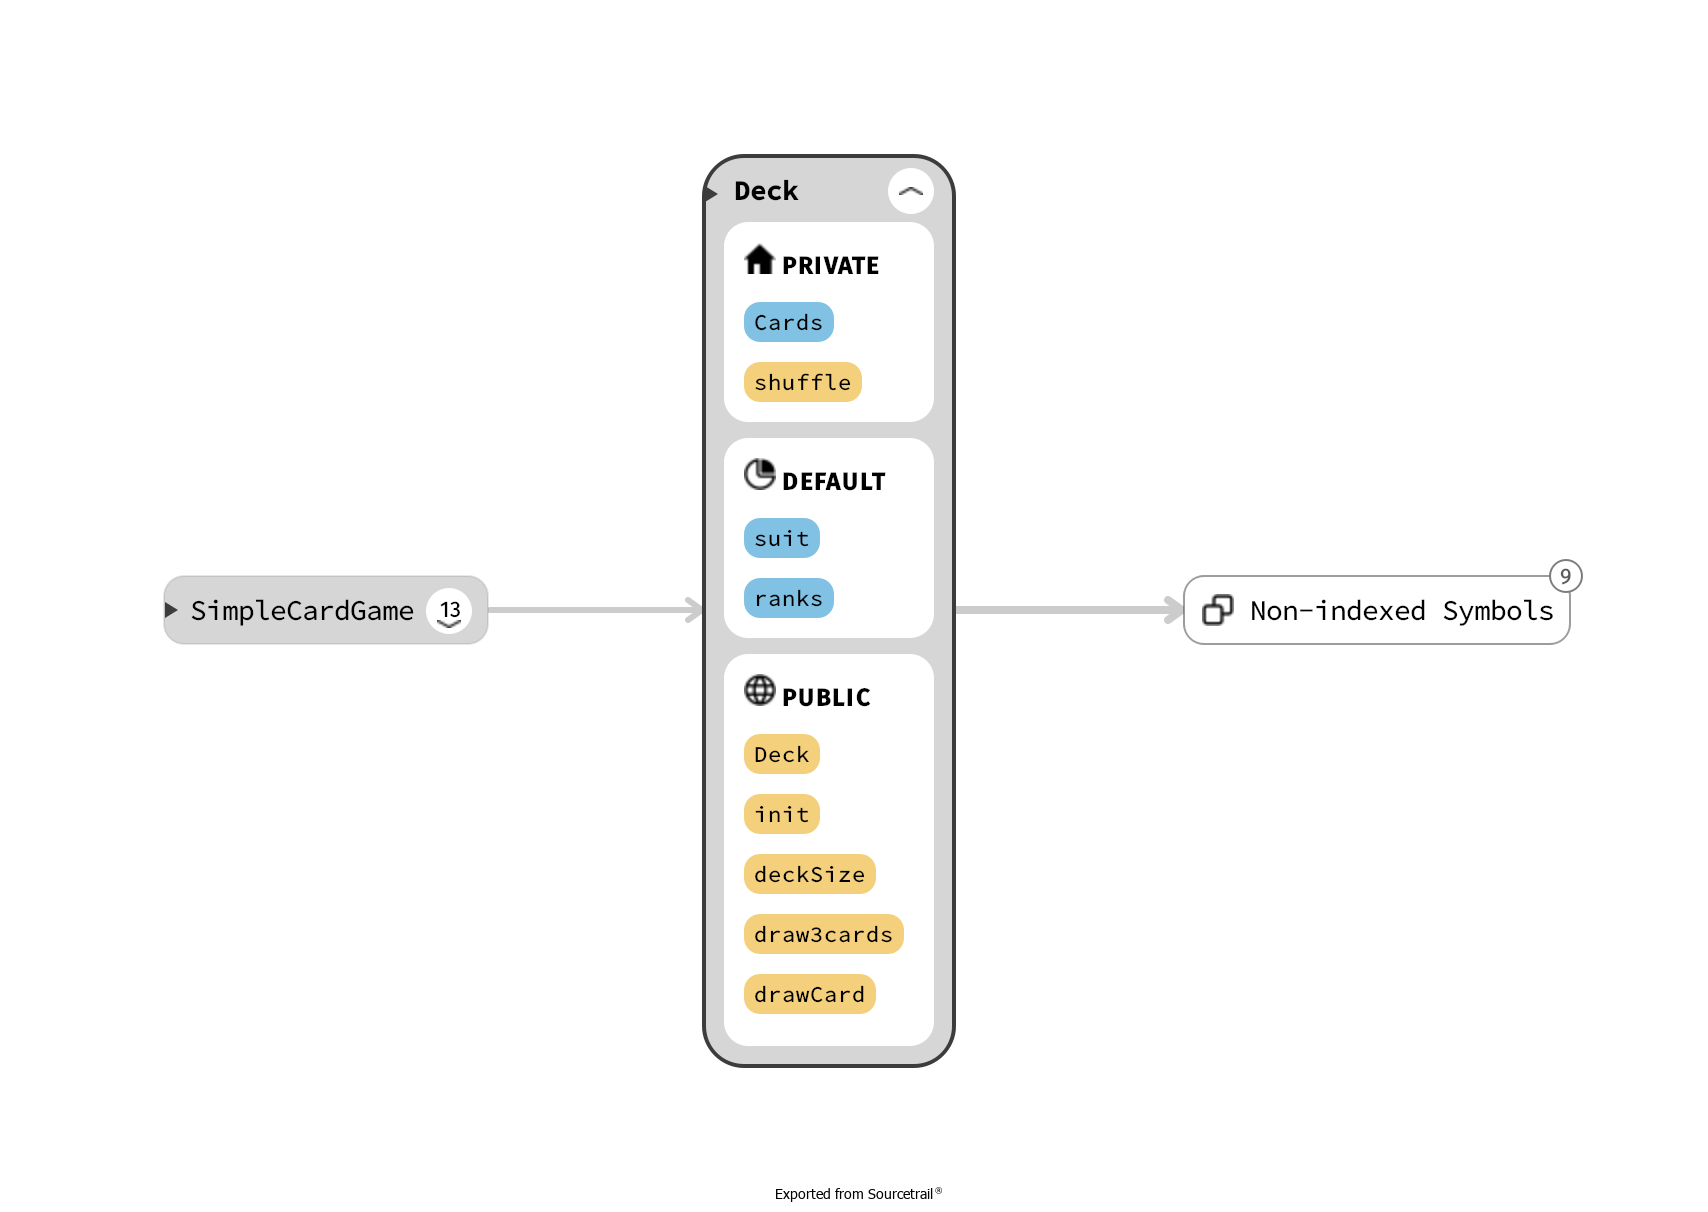 Deck
PRIVATE
Cards
shuffle
DEFAULT
suit
ranks
SimpleCardGame 13
9
Non-indexed Symbols
PUBLIC
Deck
init
deckSize
draw3cards
drawCard
Exported from Sourcetrail®